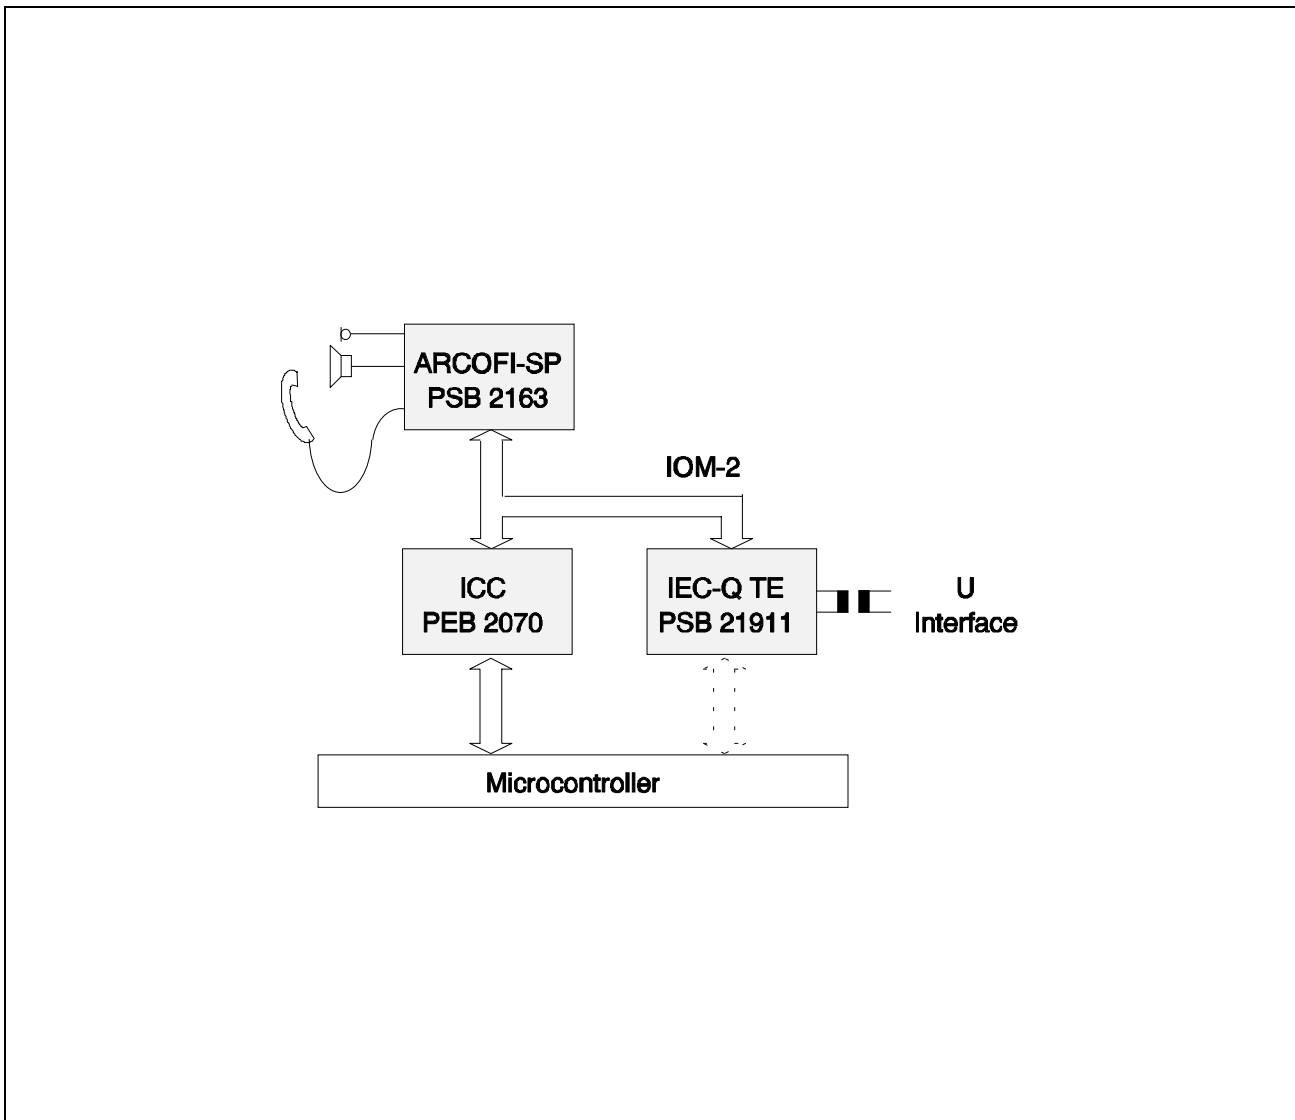 ARCOFI-SP
PSB 2163
IOM-2
ICC
PEB 2070
IEC-Q TE
PSB 21911
U
Interface
Microcontroller